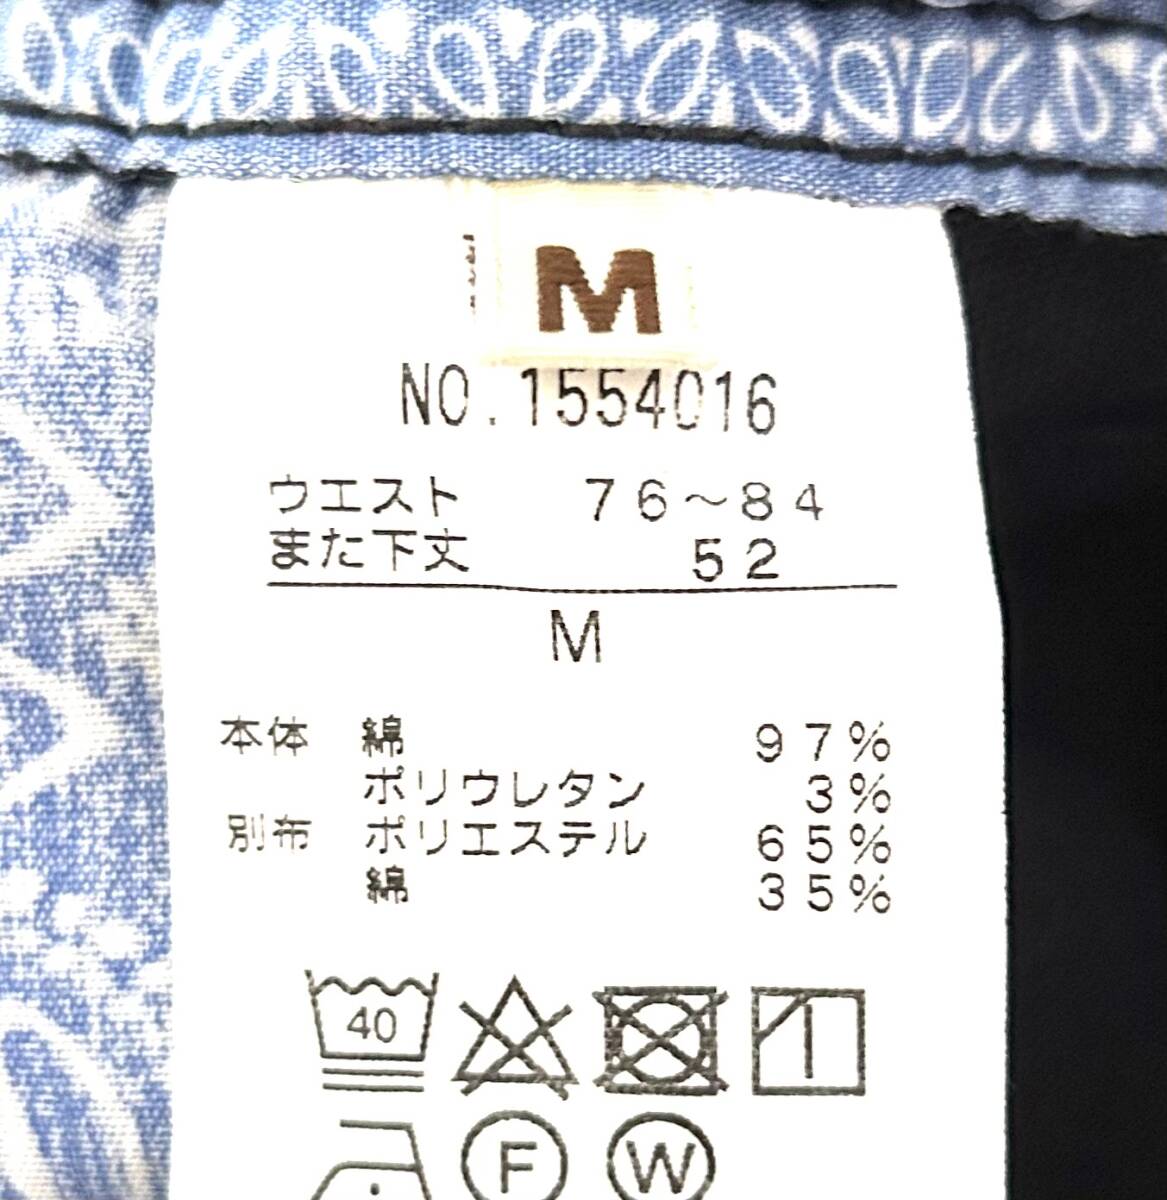 M
NO.1554016
ウエスト 76~84
また下丈 52
M
本体 綿 97%
ポリウレタン 3%
別布 ポリエステル 65%
綿 35%
40
F W